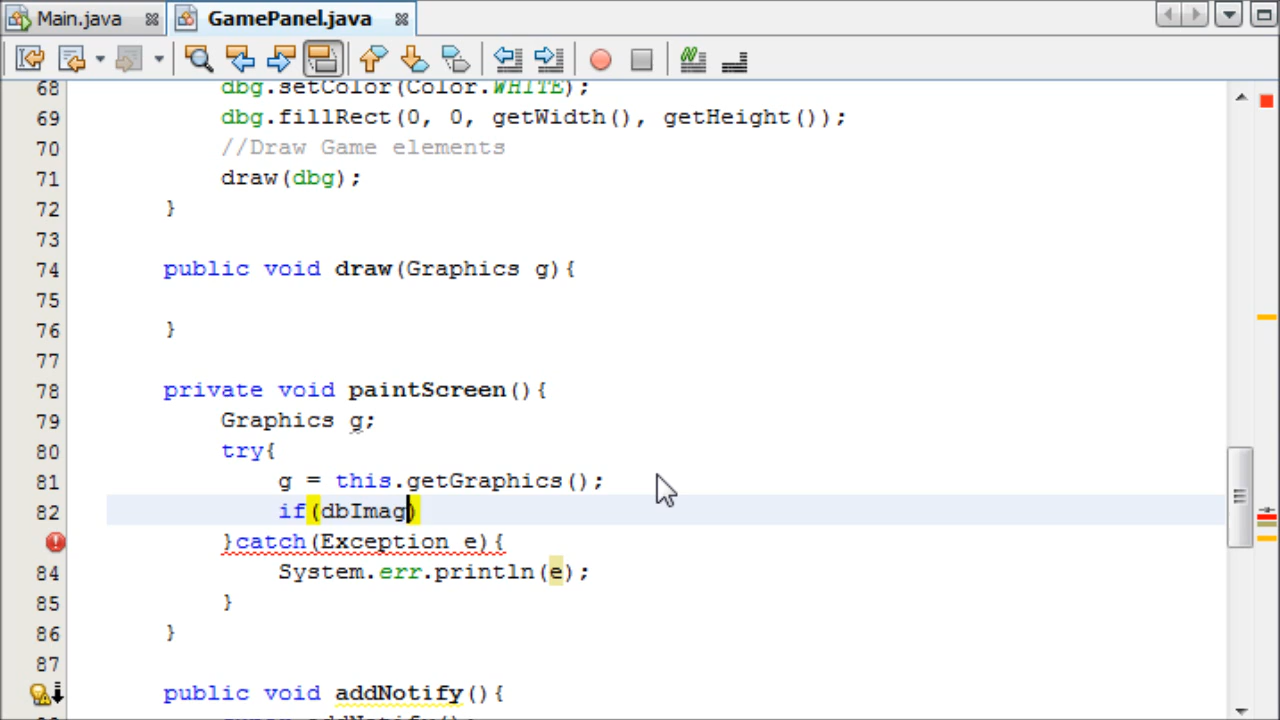 Main.java GamePanel.java
68 dbg.setColor(Color.WHITE);
69 dbg.fillRect(0, 0, getWidth(), getHeight());
70 //Draw Game elements
71 draw(dbg);
72 }
73
74 public void draw(Graphics g){
75
76 }
77
78 private void paintScreen(){
79 Graphics g;
80 try{
81 g = this.getGraphics();
82 if(dbImag)
}catch(Exception e){
84 System.err.println(e);
85 }
86 }
87
public void addNotify(){
super.addNotify();